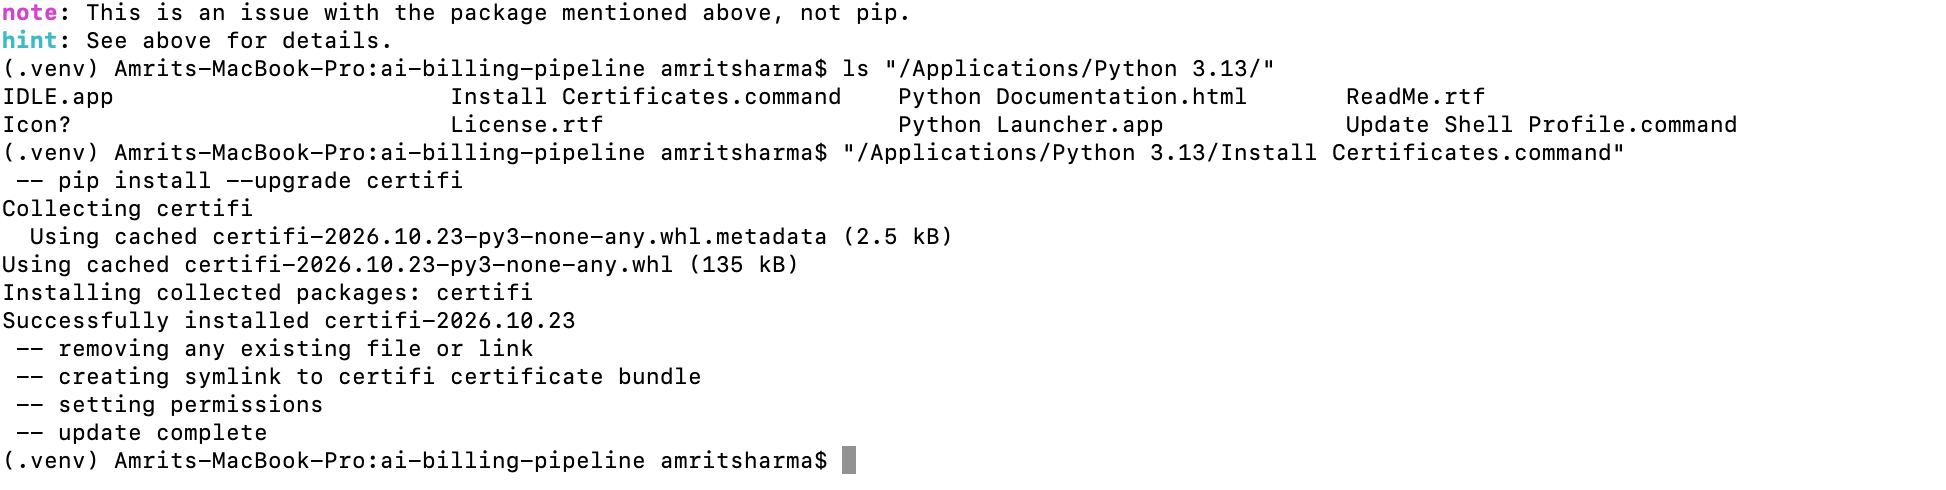 note: This is an issue with the package mentioned above, not pip.
hint: See above for details.
(.venv) Amrits-MacBook-Pro:ai-billing-pipeline amritsharma$ ls "/Applications/Python 3.13/"
IDLE.app                        Install Certificates.command    Python Documentation.html       ReadMe.rtf
Icon?                           License.rtf                     Python Launcher.app             Update Shell Profile.command
(.venv) Amrits-MacBook-Pro:ai-billing-pipeline amritsharma$ "/Applications/Python 3.13/Install Certificates.command"
 -- pip install --upgrade certifi
Collecting certifi
  Using cached certifi-2026.10.23-py3-none-any.whl.metadata (2.5 kB)
Using cached certifi-2026.10.23-py3-none-any.whl (135 kB)
Installing collected packages: certifi
Successfully installed certifi-2026.10.23
 -- removing any existing file or link
 -- creating symlink to certifi certificate bundle
 -- setting permissions
 -- update complete
(.venv) Amrits-MacBook-Pro:ai-billing-pipeline amritsharma$